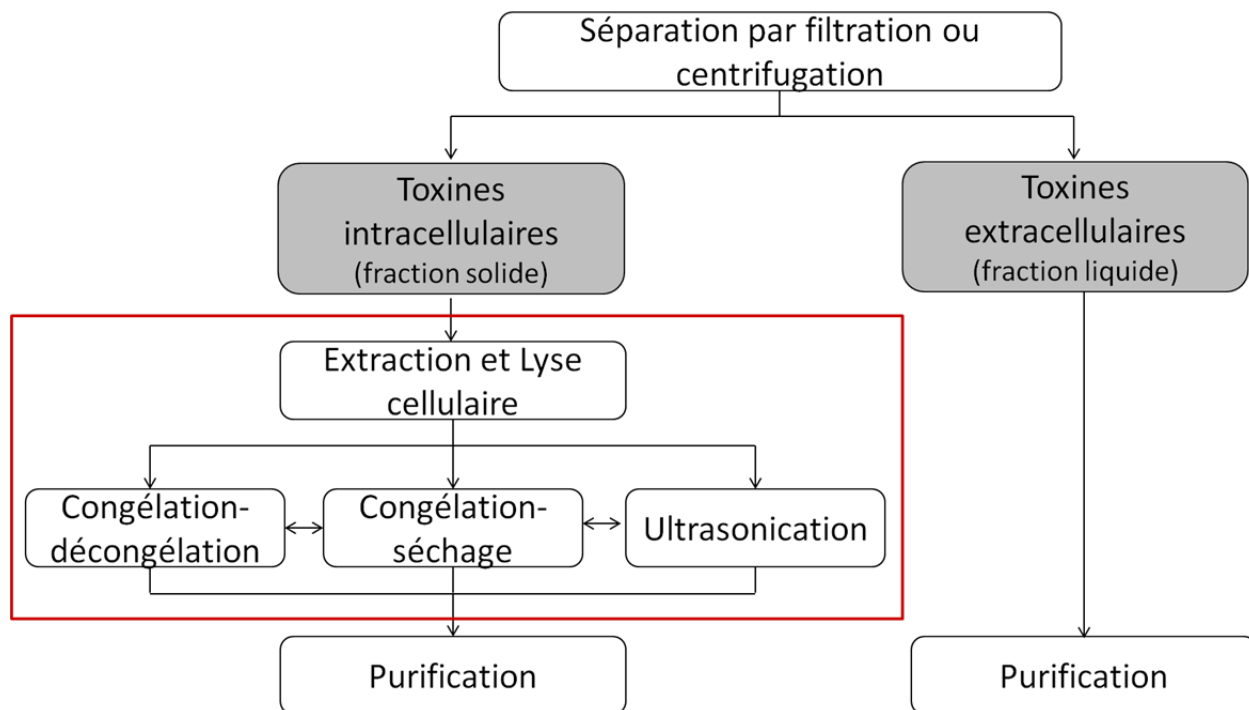 Séparation par filtration ou
centrifugation
Toxines
intracellulaires
(fraction solide)
Toxines
extracellulaires
(fraction liquide)
Extraction et Lyse
cellulaire
Congélation-
décongélation
Congélation-
séchage
Ultrasonication
Purification
Purification